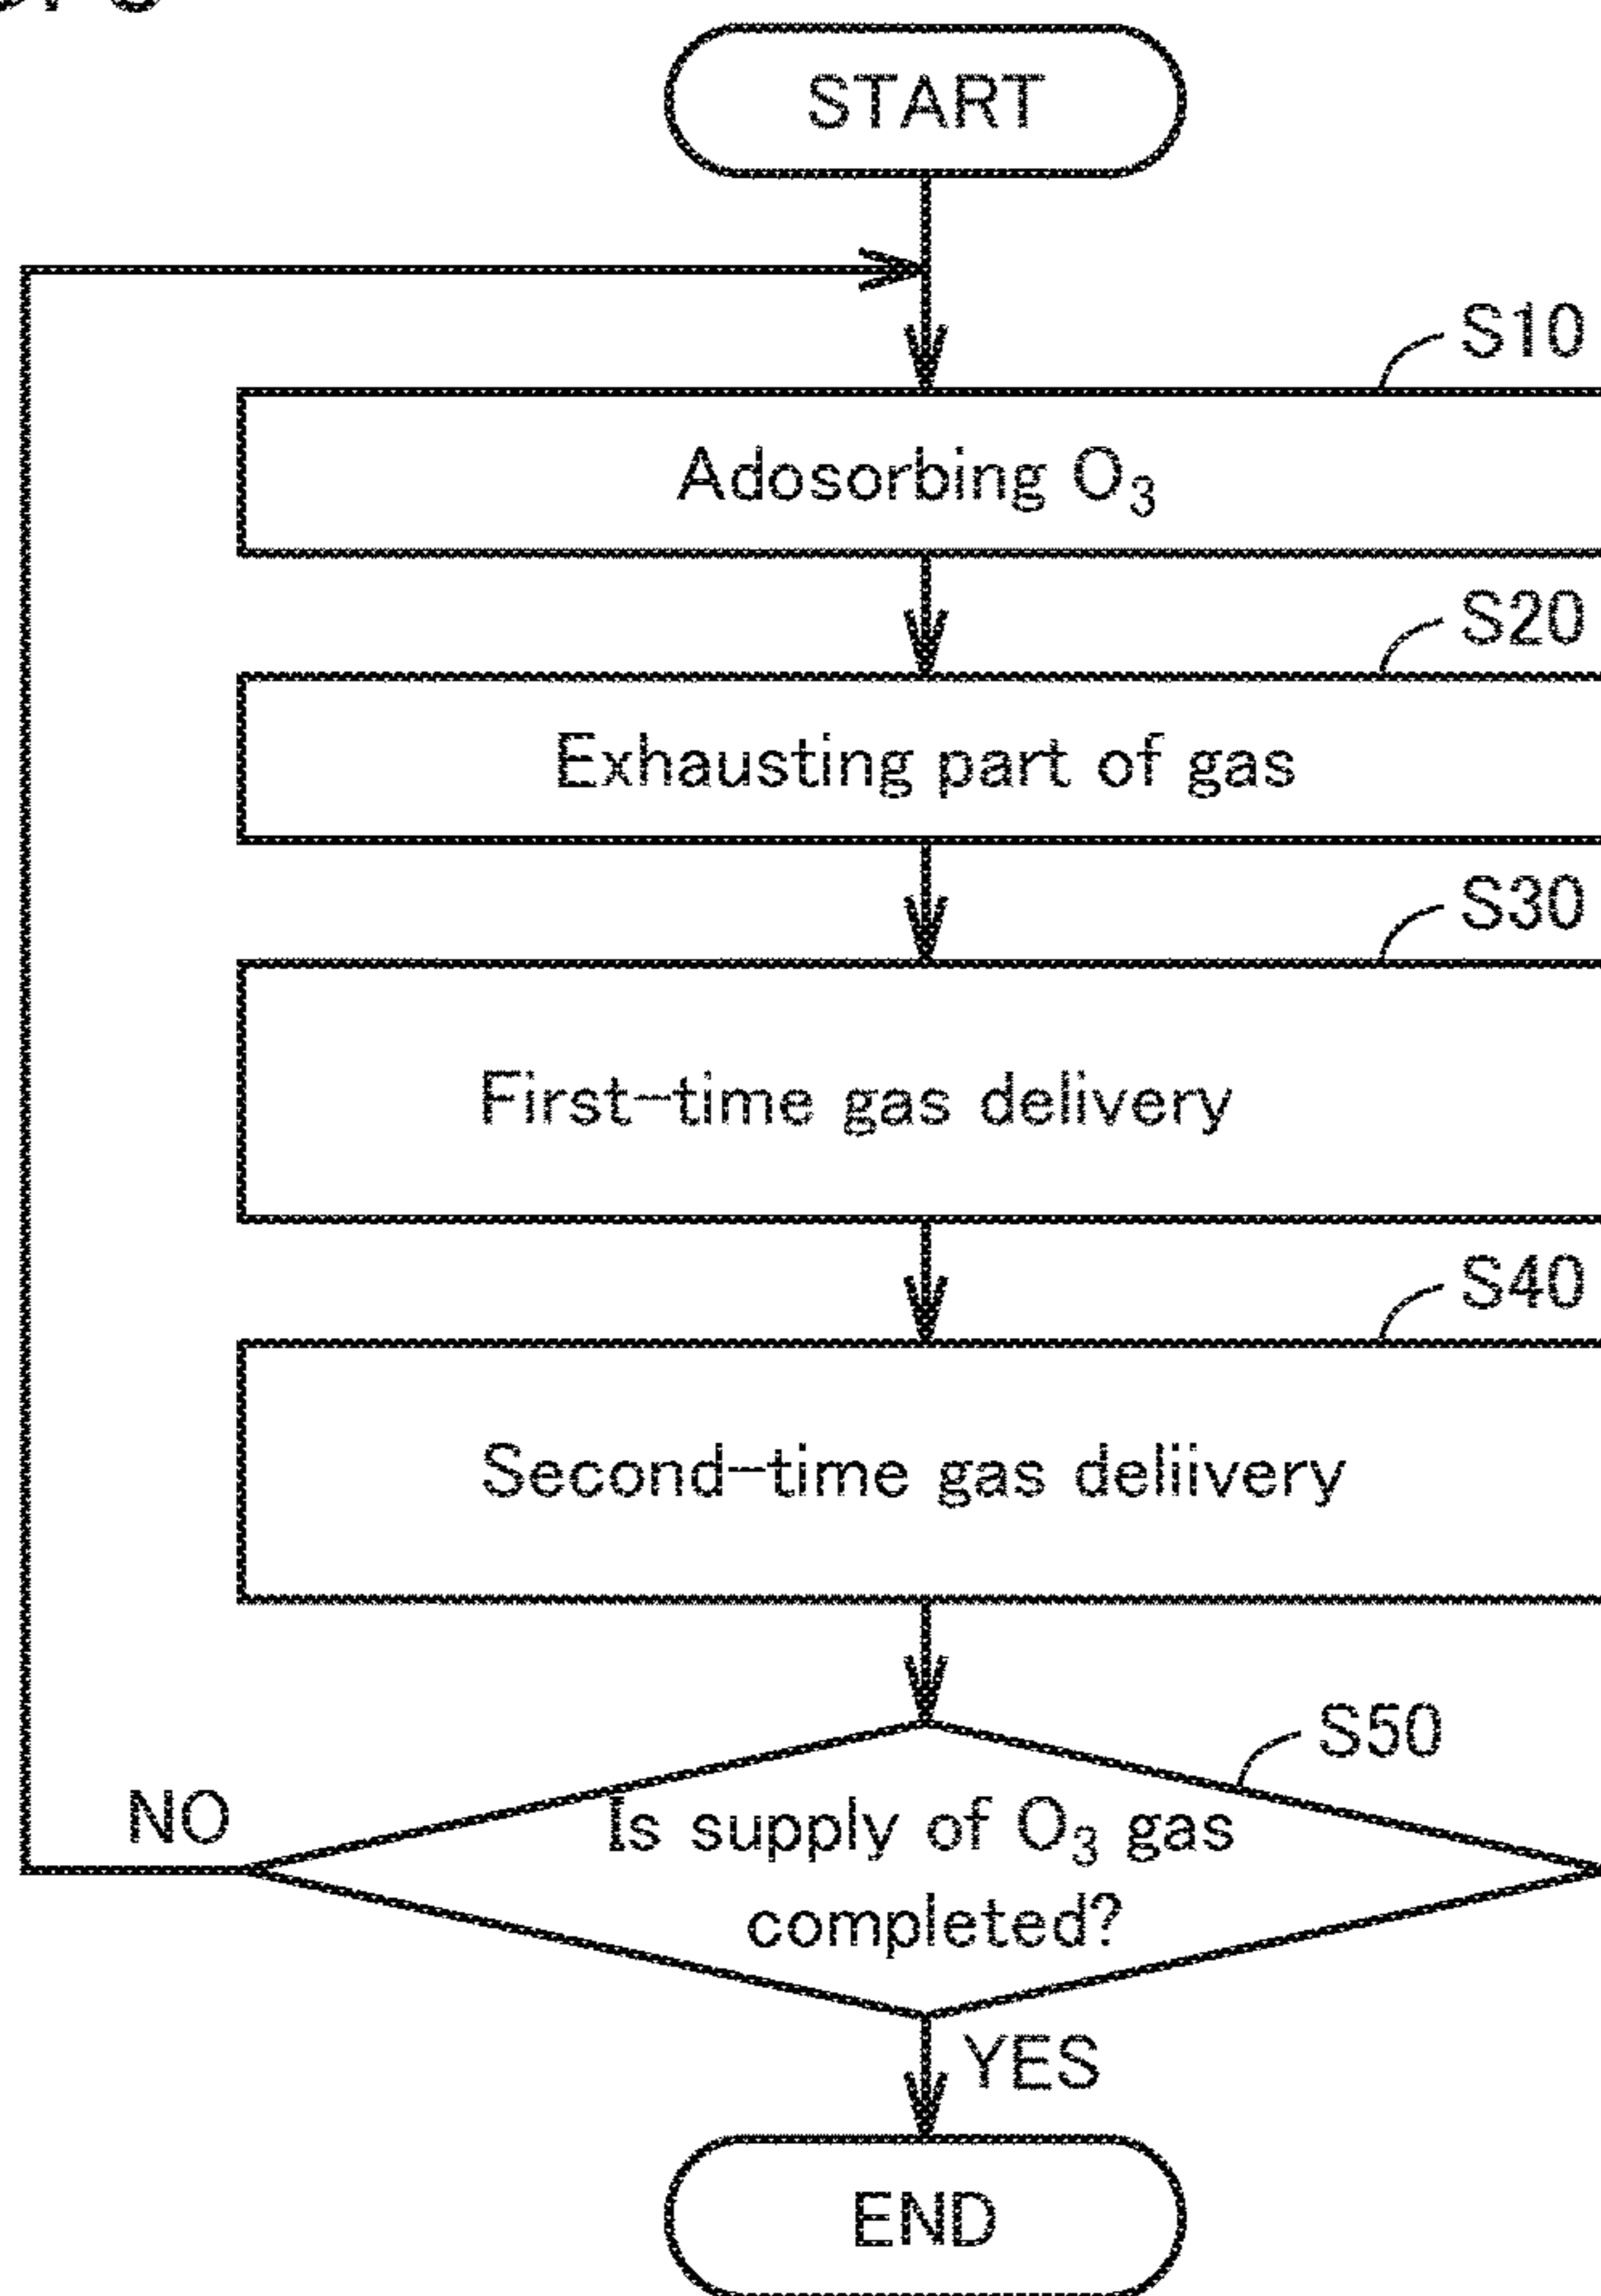 START
S10
Adosorbing O₃
S20
Exhausting part of gas
S30
First-time gas delivery
S40
Second-time gas deliivery
S50
Is supply of O₃ gas
completed?
NO
YES
END